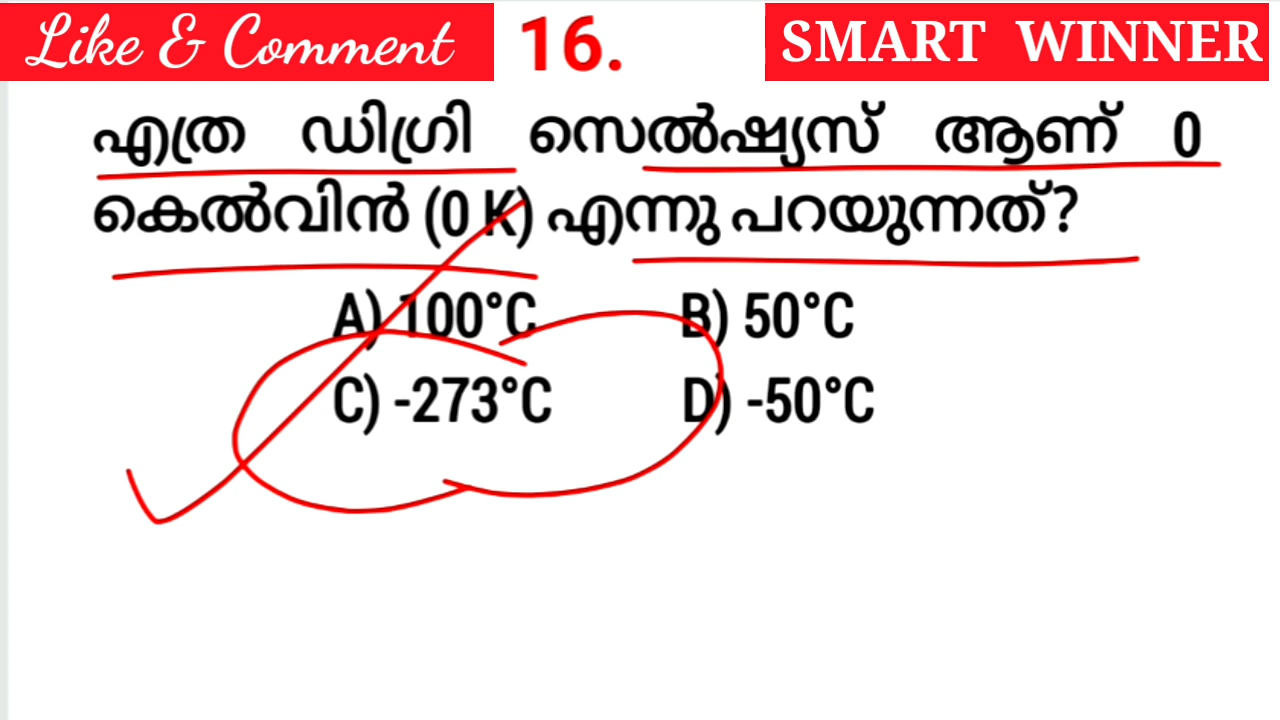 Like & Comment 16. SMART WINNER
എത്ര ഡിഗ്രി സെൽഷ്യസ് ആണ് 0
കെൽവിൻ (0 K) എന്നു പറയുന്നത്?
A) 100°C B) 50°C
C) -273°C D) -50°C